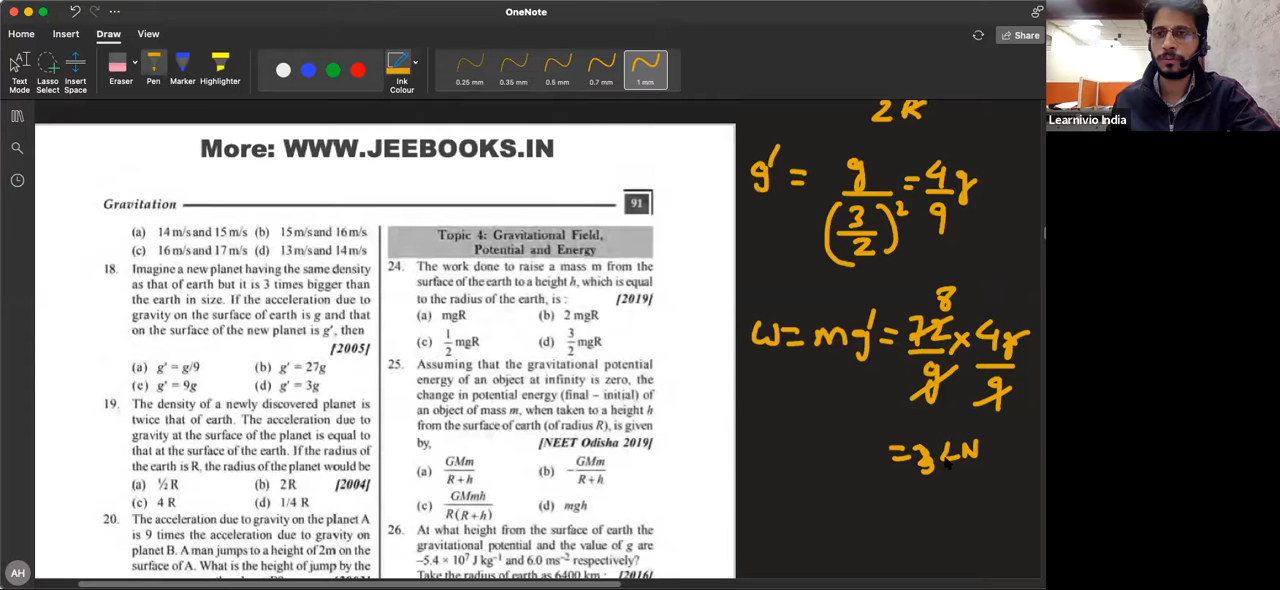 OneNote
Home Insert Draw View
Share
Text Mode
Lasso Select
Insert Space
Eraser
Pen
Marker
Highlighter
Ink Colour
0.25 mm 0.35 mm 0.5 mm 0.7 mm 1 mm
Learnivio India
AH
More: WWW.JEEBOOKS.IN
Gravitation 91
(a) 14 m/s and 15 m/s (b) 15 m/s and 16 m/s
(c) 16 m/s and 17 m/s (d) 13 m/s and 14 m/s
18. Imagine a new planet having the same density
as that of earth but it is 3 times bigger than
the earth in size. If the acceleration due to
gravity on the surface of earth is g and that
on the surface of the new planet is g', then
[2005]
(a) g' = g/9 (b) g' = 27g
(c) g' = 9g (d) g' = 3g
19. The density of a newly discovered planet is
twice that of earth. The acceleration due to
gravity at the surface of the planet is equal to
that at the surface of the earth. If the radius of
the earth is R, the radius of the planet would be
(a) ½ R (b) 2R [2004]
(c) 4 R (d) 1/4 R
20. The acceleration due to gravity on the planet A
is 9 times the acceleration due to gravity on
planet B. A man jumps to a height of 2m on the
surface of A. What is the height of jump by the
Topic 4: Gravitational Field,
Potential and Energy
24. The work done to raise a mass m from the
surface of the earth to a height h, which is equal
to the radius of the earth, is : [2019]
(a) mgR (b) 2 mgR
(c) 1/2 mgR (d) 3/2 mgR
25. Assuming that the gravitational potential
energy of an object at infinity is zero, the
change in potential energy (final – initial) of
an object of mass m, when taken to a height h
from the surface of earth (of radius R), is given
by, [NEET Odisha 2019]
(a) GMm/R+h (b) −GMm/R+h
(c) GMmh/R(R+h) (d) mgh
26. At what height from the surface of earth the
gravitational potential and the value of g are
–5.4 × 10⁷ J kg⁻¹ and 6.0 ms⁻² respectively?
Take the radius of earth as 6400 km : [2016]
2R
g' = g/(3/2)² = 4/9 g
w = mg' = 72/g × 4g/9
8